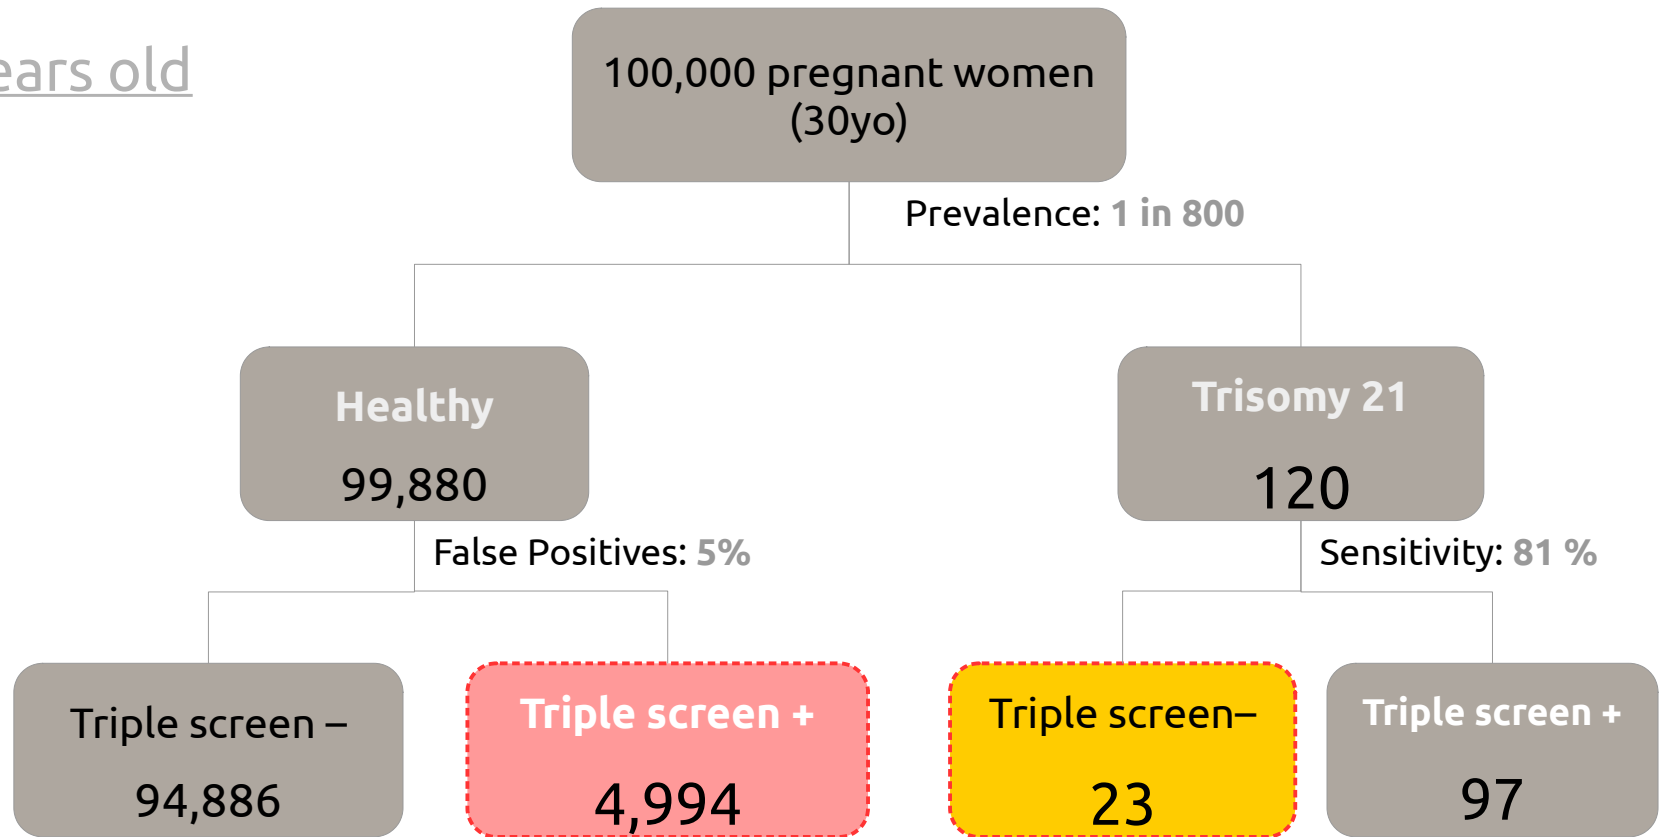 ears old
100,000 pregnant women
(30yo)
Prevalence: 1 in 800
Healthy
99,880
Trisomy 21
120
False Positives: 5%
Sensitivity: 81 %
Triple screen –
94,886
Triple screen +
4,994
Triple screen–
23
Triple screen +
97